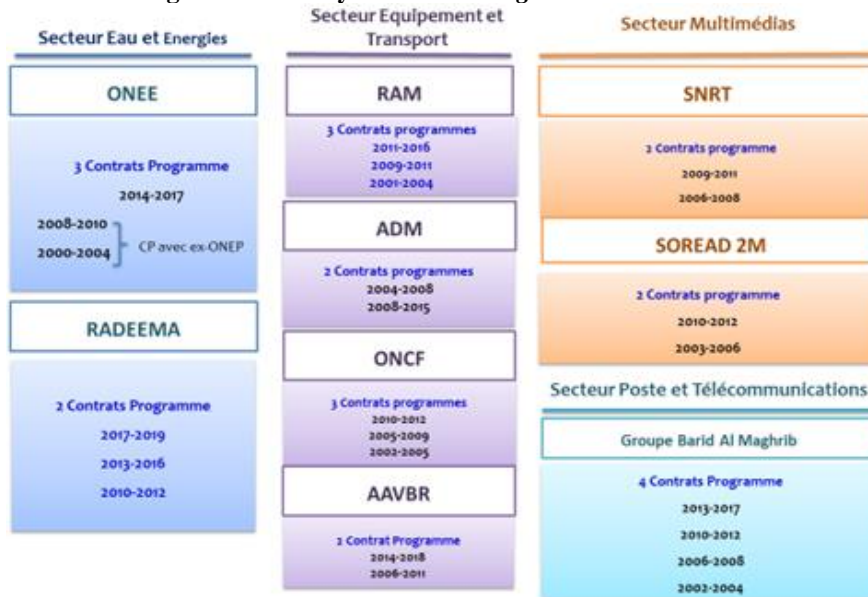 Secteur Eau et Energies
ONEE
3 Contrats Programme
2014-2017
2008-2010
2000-2004
CP avec ex-ONEP
RADEEMA
2 Contrats Programme
2017-2019
2013-2016
2010-2012
Secteur Equipement et
Transport
RAM
3 Contrats programmes
2011-2016
2009-2011
2001-2004
ADM
2 Contrats programmes
2004-2008
2008-2015
ONCF
3 Contrats programmes
2010-2012
2005-2009
2002-2005
AAVBR
2 Contrat Programme
2014-2018
2006-2011
Secteur Multimédias
SNRT
2 Contrats programme
2009-2011
2006-2008
SOREAD 2M
2 Contrats programme
2010-2012
2003-2006
Secteur Poste et Télécommunications
Groupe Barid Al Maghrib
4 Contrats Programme
2013-2017
2010-2012
2006-2008
2002-2004